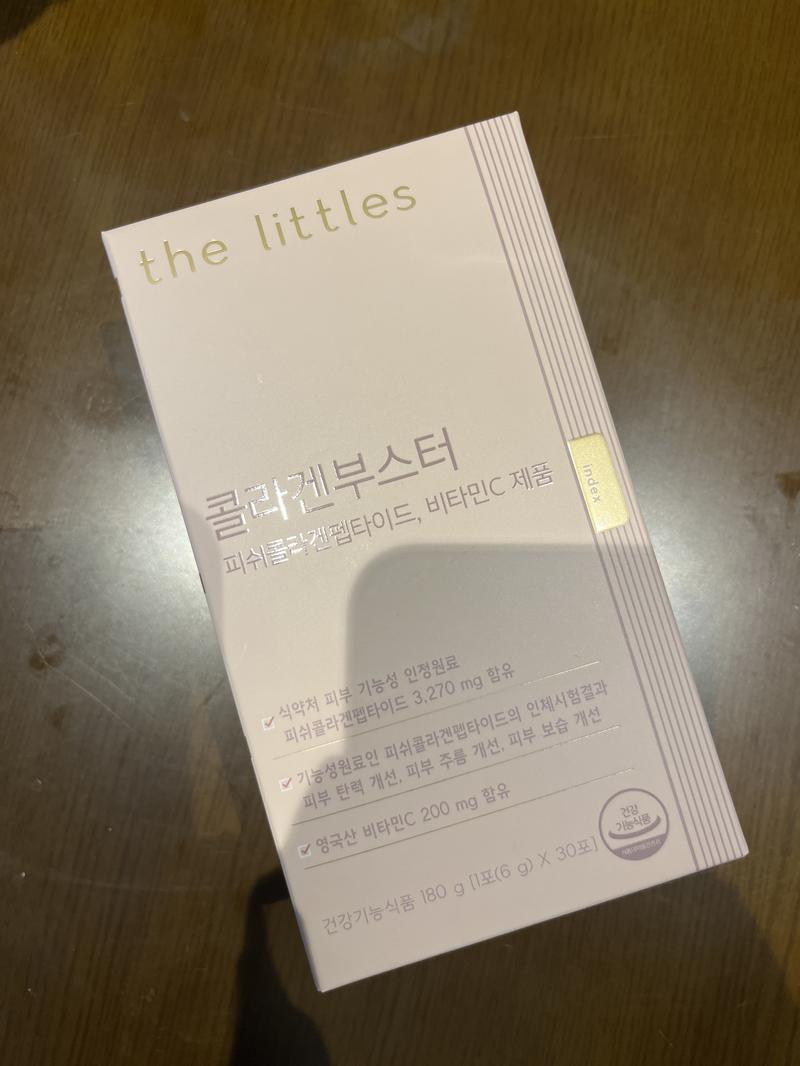 the littles
콜라겐부스터
피쉬콜라겐펩타이드, 비타민C 제품
index
식약처 피부 기능성 인정원료
피쉬콜라겐펩타이드 3,270 mg 함유
기능성원료인 피쉬콜라겐펩타이드의 인체시험결과
피부 탄력 개선, 피부 주름 개선, 피부 보습 개선
영국산 비타민C 200 mg 함유
건강
기능식품
건강기능식품 180 g [1포(6 g) X 30포]